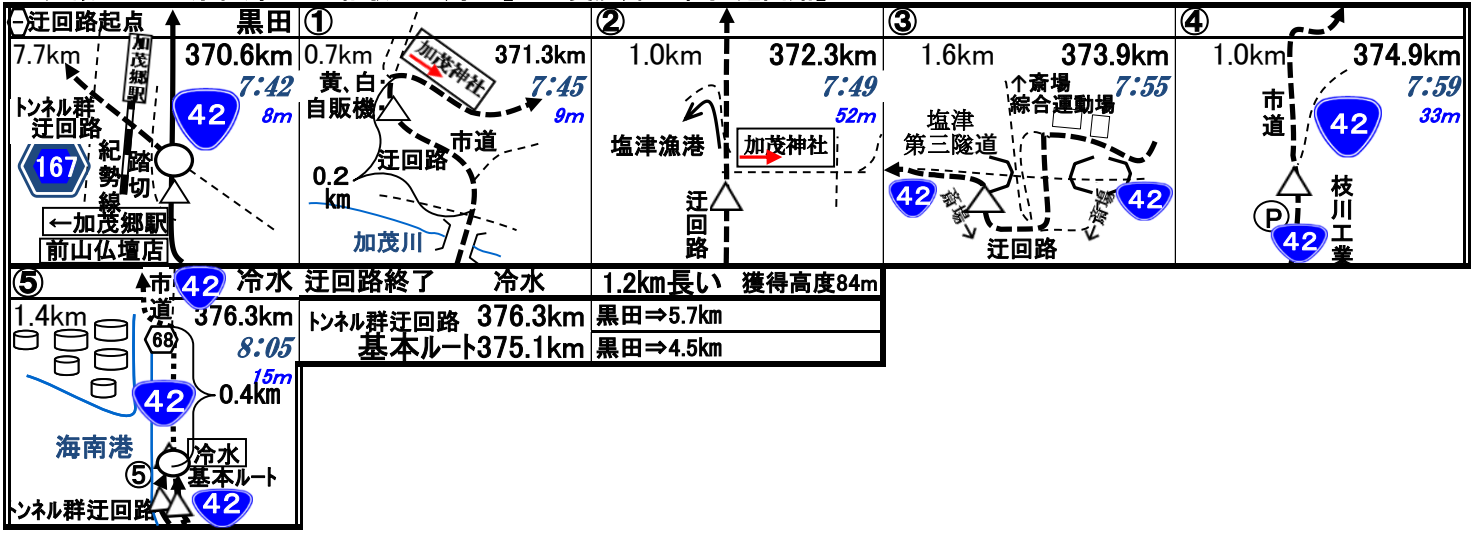 迂回路起点 黒田
7.7km
加茂郷駅
370.6km
7:42
8m
トンネル群
迂回路
42
167
紀勢線
踏切
←加茂郷駅
前山仏壇店
①
0.7km
加茂神社
371.3km
7:45
9m
黄、白
自販機
市道
迂回路
0.2
km
加茂川
②
1.0km
372.3km
7:49
52m
塩津漁港
加茂神社
迂回路
③
1.6km
373.9km
7:55
↑斎場
綜合運動場
塩津
第三隧道
42
斎場
斎場
42
迂回路
④
1.0km
374.9km
7:59
33m
市道
42
枝川工業
P
42
⑤
市道
42
冷水
1.4km
376.3km
68
8:05
15m
42
0.4km
海南港
冷水
⑤
基本ルート
トンネル群迂回路
42
迂回路終了 冷水
トンネル群迂回路 376.3km
基本ルート375.1km
1.2km長い 獲得高度84m
黒田⇒5.7km
黒田⇒4.5km